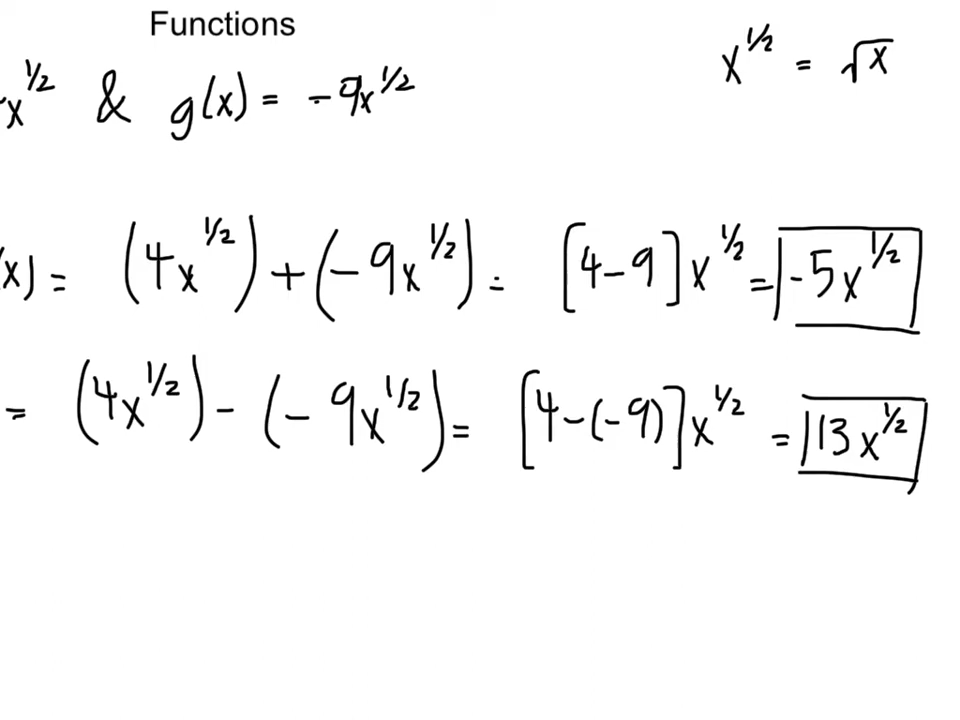 Functions
x^1/2 & g(x) = -9x^1/2
x^1/2 = √x
(x) = (4x^1/2) + (-9x^1/2) = [4-9]x^1/2 = -5x^1/2
= (4x^1/2) - (-9x^1/2) = [4-(-9)]x^1/2 = 13x^1/2